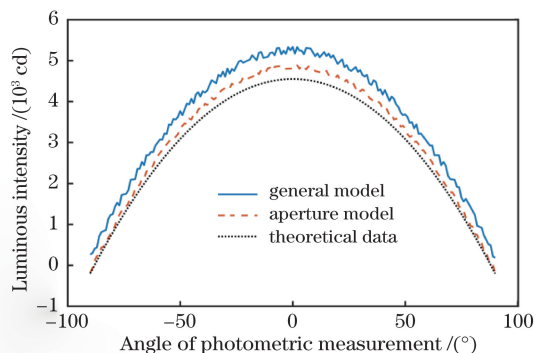 Luminous intensity /(10³ cd)
6
5
4
3
2
1
0
−1
general model
aperture model
theoretical data
−100
−50
0
50
100
Angle of photometric measurement /(°)